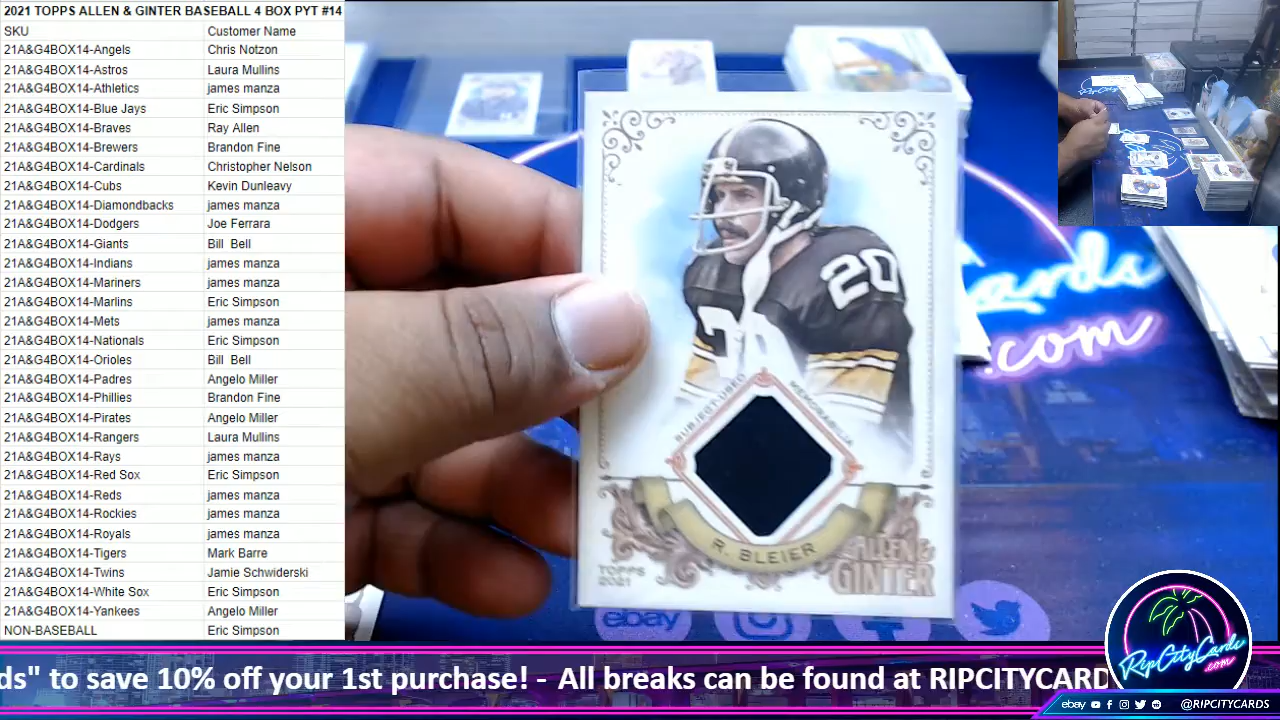 2021 TOPPS ALLEN & GINTER BASEBALL 4 BOX PYT #14
SKU Customer Name
21A&G4BOX14-Angels Chris Notzon
21A&G4BOX14-Astros Laura Mullins
21A&G4BOX14-Athletics james manza
21A&G4BOX14-Blue Jays Eric Simpson
21A&G4BOX14-Braves Ray Allen
21A&G4BOX14-Brewers Brandon Fine
21A&G4BOX14-Cardinals Christopher Nelson
21A&G4BOX14-Cubs Kevin Dunleavy
21A&G4BOX14-Diamondbacks james manza
21A&G4BOX14-Dodgers Joe Ferrara
21A&G4BOX14-Giants Bill Bell
21A&G4BOX14-Indians james manza
21A&G4BOX14-Mariners james manza
21A&G4BOX14-Marlins Eric Simpson
21A&G4BOX14-Mets james manza
21A&G4BOX14-Nationals Eric Simpson
21A&G4BOX14-Orioles Bill Bell
21A&G4BOX14-Padres Angelo Miller
21A&G4BOX14-Phillies Brandon Fine
21A&G4BOX14-Pirates Angelo Miller
21A&G4BOX14-Rangers Laura Mullins
21A&G4BOX14-Rays james manza
21A&G4BOX14-Red Sox Eric Simpson
21A&G4BOX14-Reds james manza
21A&G4BOX14-Rockies james manza
21A&G4BOX14-Royals james manza
21A&G4BOX14-Tigers Mark Barre
21A&G4BOX14-Twins Jamie Schwiderski
21A&G4BOX14-White Sox Eric Simpson
21A&G4BOX14-Yankees Angelo Miller
NON-BASEBALL Eric Simpson
20
20
SUBJECT-USED MEMORABILIA
R. BLEIER
TOPPS
2021
ALLEN &
GINTER
Cards
.com
ebay
RipCityCards
.com
ds" to save 10% off your 1st purchase! - All breaks can be found at RIPCITYCARD
ebay @RIPCITYCARDS